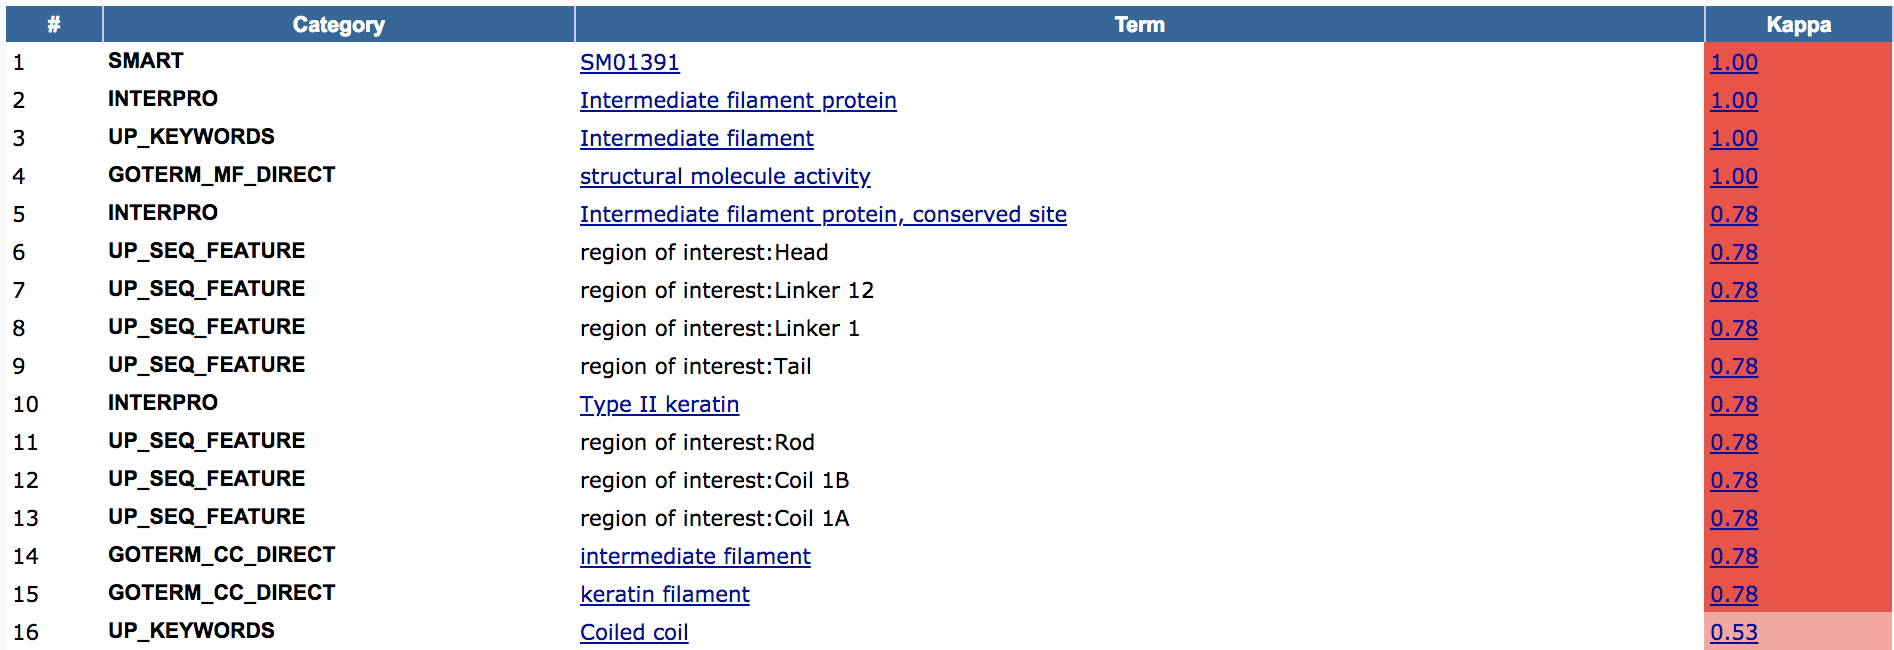 # Category Term Kappa
1 SMART SM01391 1.00
2 INTERPRO Intermediate filament protein 1.00
3 UP_KEYWORDS Intermediate filament 1.00
4 GOTERM_MF_DIRECT structural molecule activity 1.00
5 INTERPRO Intermediate filament protein, conserved site 0.78
6 UP_SEQ_FEATURE region of interest:Head 0.78
7 UP_SEQ_FEATURE region of interest:Linker 12 0.78
8 UP_SEQ_FEATURE region of interest:Linker 1 0.78
9 UP_SEQ_FEATURE region of interest:Tail 0.78
10 INTERPRO Type II keratin 0.78
11 UP_SEQ_FEATURE region of interest:Rod 0.78
12 UP_SEQ_FEATURE region of interest:Coil 1B 0.78
13 UP_SEQ_FEATURE region of interest:Coil 1A 0.78
14 GOTERM_CC_DIRECT intermediate filament 0.78
15 GOTERM_CC_DIRECT keratin filament 0.78
16 UP_KEYWORDS Coiled coil 0.53